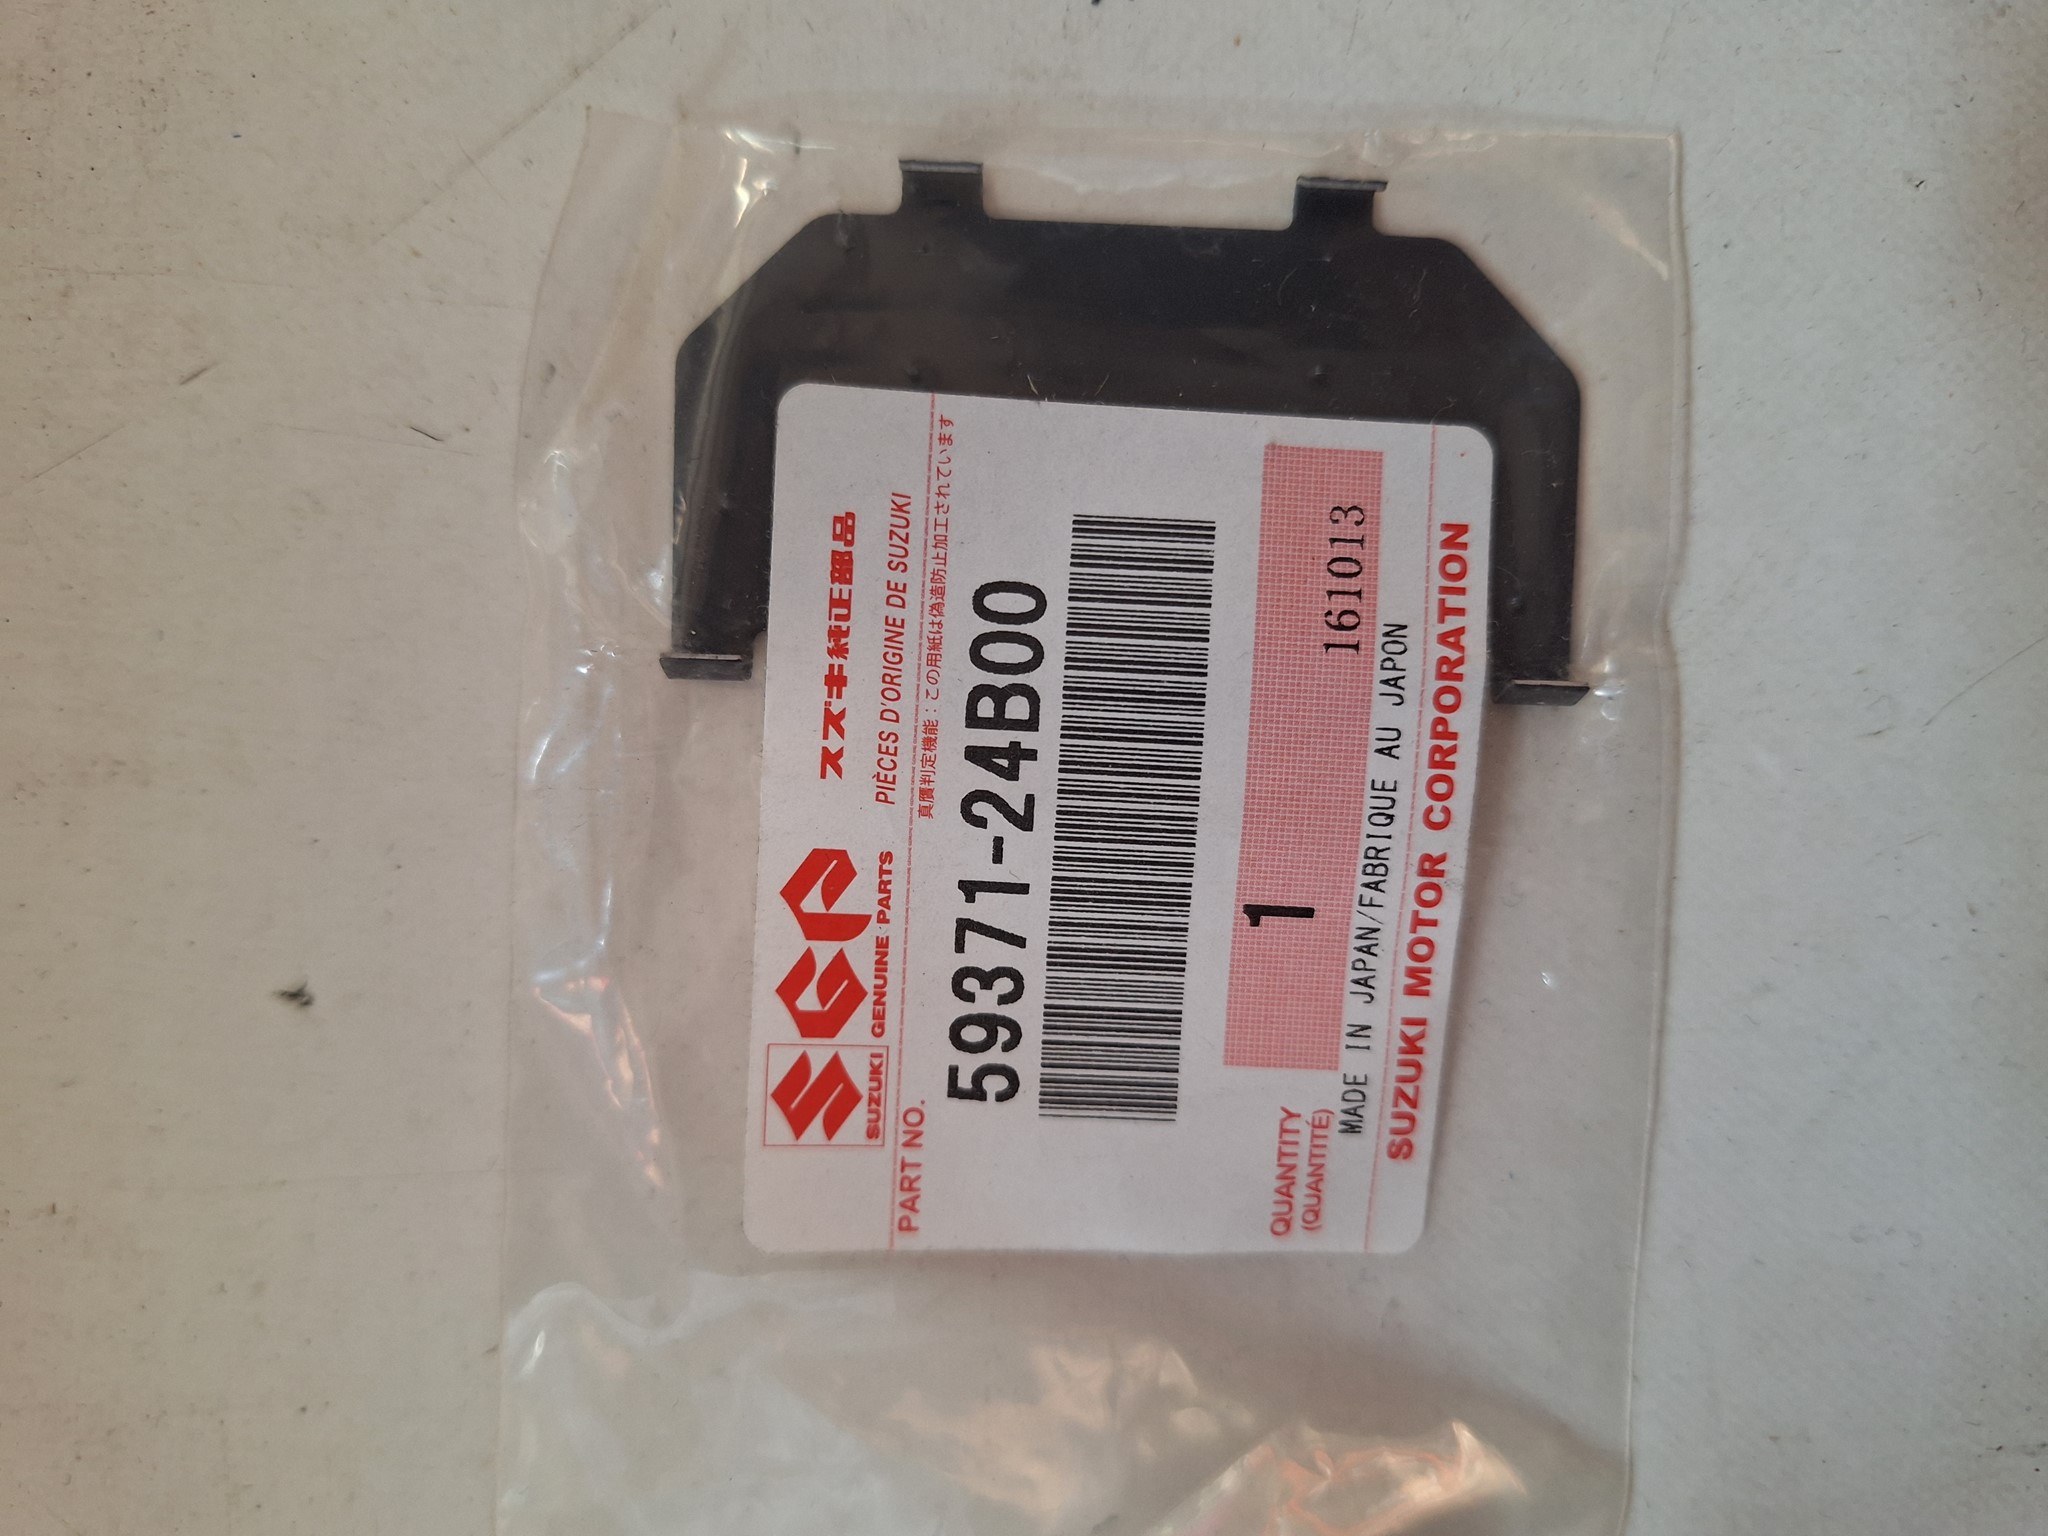 SGP スズキ純正部品
SUZUKI GENUINE PARTS PIÈCES D'ORIGINE DE SUZUKI
真贋判定機能：この用紙は偽造防止加工されています
PART NO.
59371-24B00
QUANTITY 1
(QUANTITÉ) 161013
MADE IN JAPAN/FABRIQUE AU JAPON
SUZUKI MOTOR CORPORATION